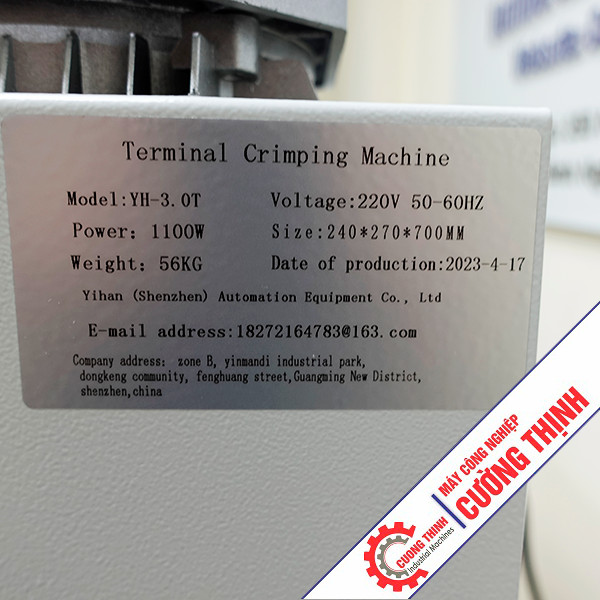 Terminal Crimping Machine
Model:YH-3.0T Voltage:220V 50-60HZ
Power: 1100W Size:240*270*700MM
Weight: 56KG Date of production:2023-4-17
Yihan (Shenzhen) Automation Equipment Co., Ltd
E-mail address:18272164783@163.com
Company address: zone B, yinmandi industrial park,
dongkeng community, fenghuang street,Guangming New District,
shenzhen,china
MÁY CÔNG NGHIỆP
CƯỜNG THỊNH
CUONG THINH
Industrial Machines